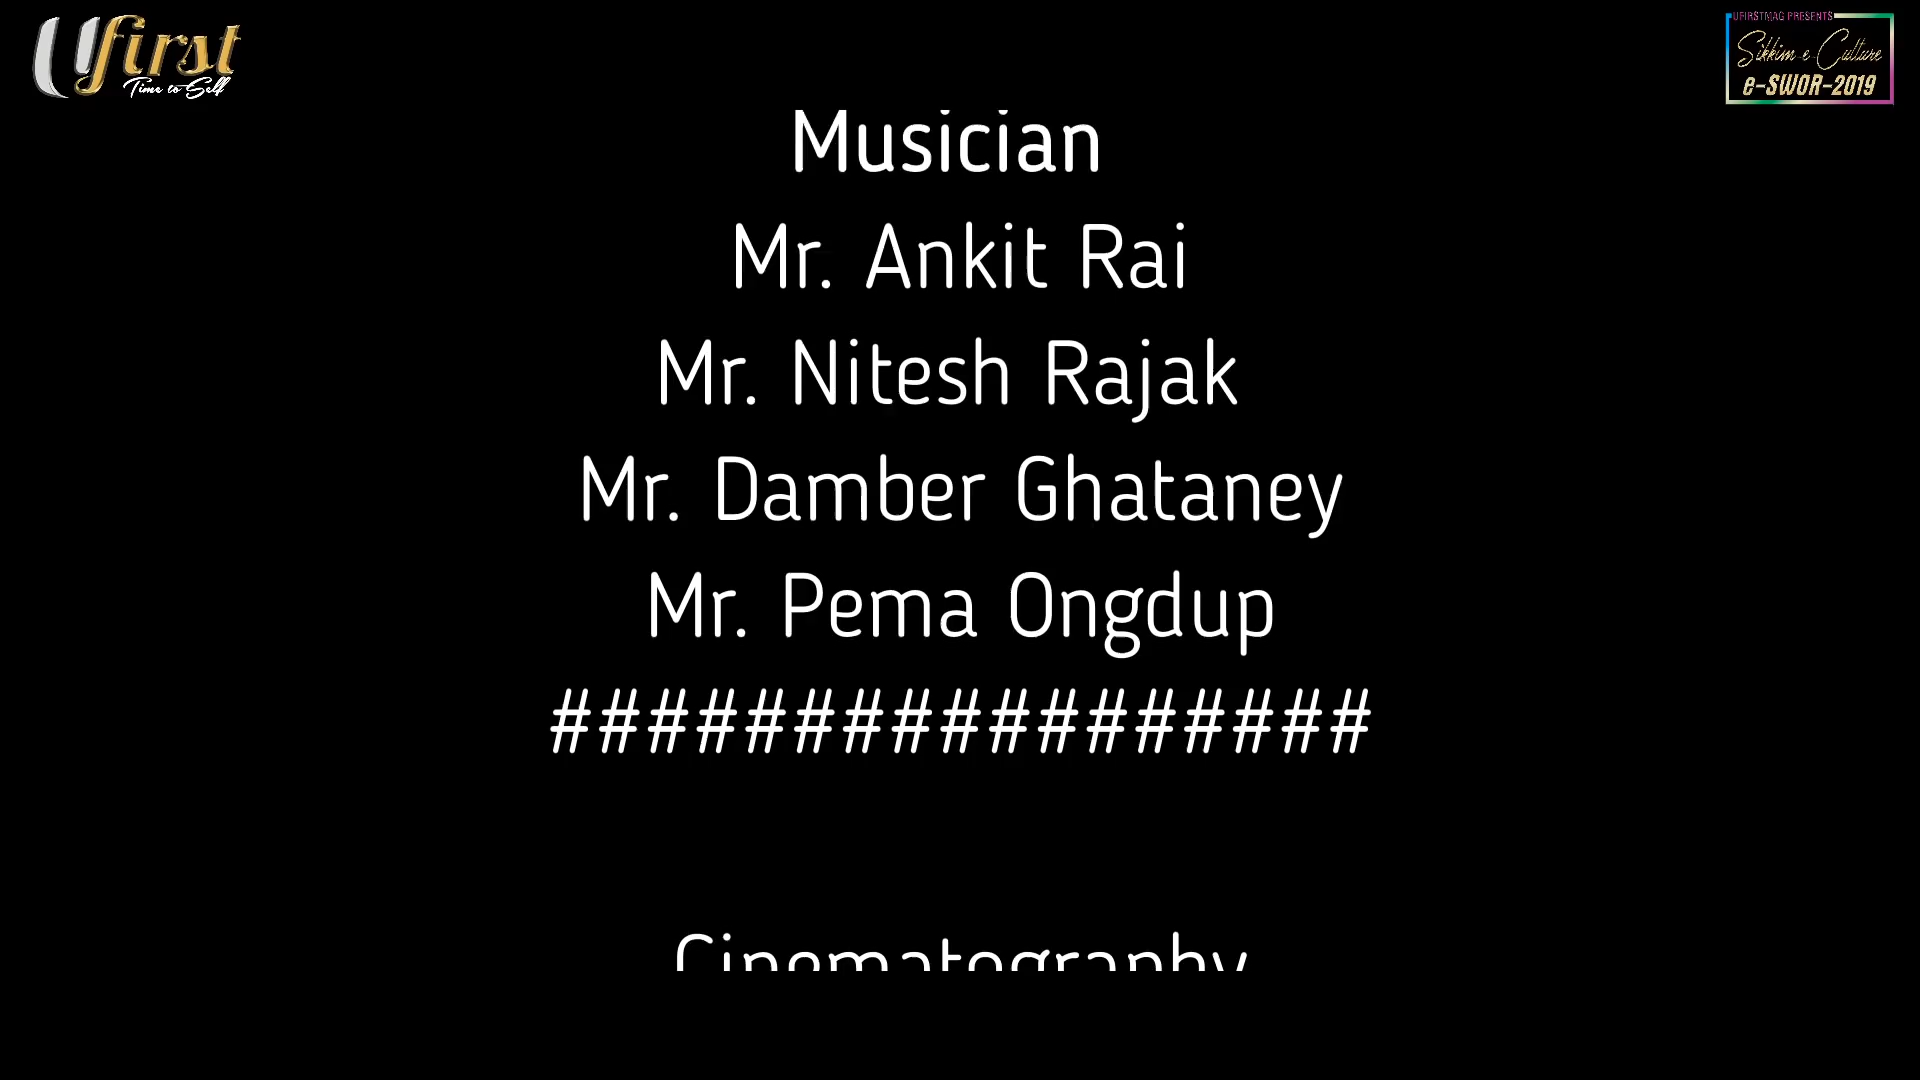 Ufirst
Time to Self
UFIRSTMAG PRESENTS
Sikkim e Culture
e-SWOR-2019
Musician
Mr. Ankit Rai
Mr. Nitesh Rajak
Mr. Damber Ghataney
Mr. Pema Ongdup
#################
Cinematography